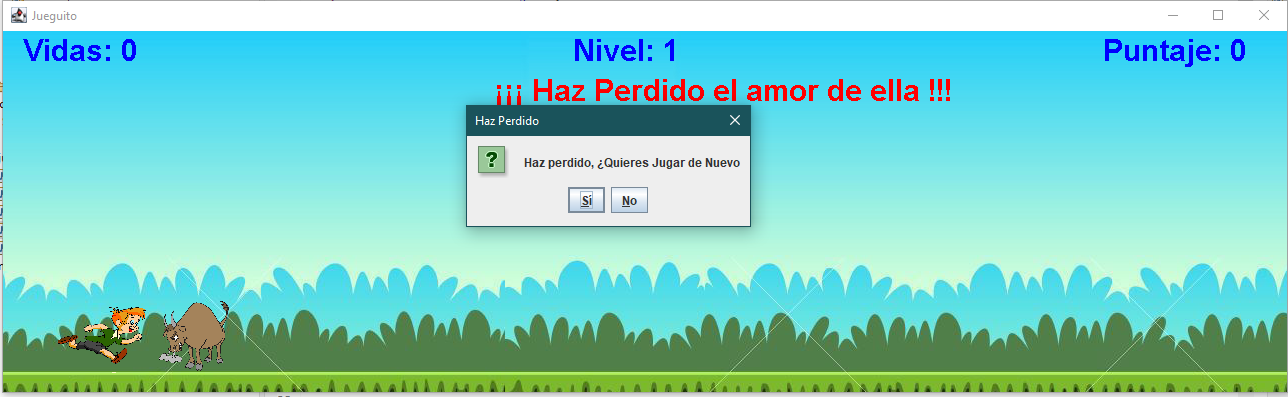 Jueguito
Vidas: 0
Nivel: 1
Puntaje: 0
¡¡¡ Haz Perdido el amor de ella !!!
Haz Perdido
?
Haz perdido, ¿Quieres Jugar de Nuevo
Sí
No